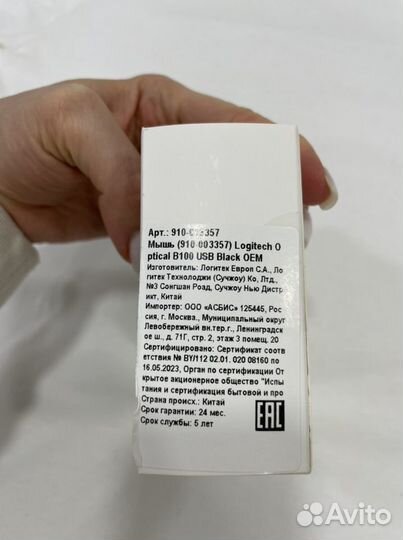 Арт.: 910-003357
Мышь (910-003357) Logitech O
ptical B100 USB Black OEM
Изготовитель: Логитек Европ С.А., Ло
гитек Технолоджи (Сучжоу) Ко, Лтд.,
№3 Сонгшан Роад, Сучжоу Нью Дистр
икт, Китай
Импортер: ООО «АСБИС» 125445, Рос
сия, г. Москва., Муниципальный округ
Левобережный вн.тер.г., Ленинградск
ое ш., д. 71Г, стр. 2, этаж 3 помещ. 20
Сертифицировано: Сертификат соотв
етствия № BY/112 02.01. 020 08160 по
16.05.2023, Орган по сертификации От
крытое акционерное общество "Испы
тания и сертификация бытовой и про
Страна происх.: Китай
Срок гарантии: 24 мес.
Срок службы: 5 лет
EAC
Avito